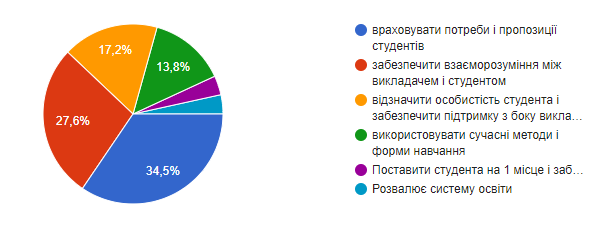 17,2%
13,8%
27,6%
34,5%
враховувати потреби і пропозиції
студентів
забезпечити взаєморозуміння між
викладачем і студентом
відзначити особистість студента і
забезпечити підтримку з боку викла…
використовувати сучасні методи і
форми навчання
Поставити студента на 1 місце і заб…
Розвалює систему освіти